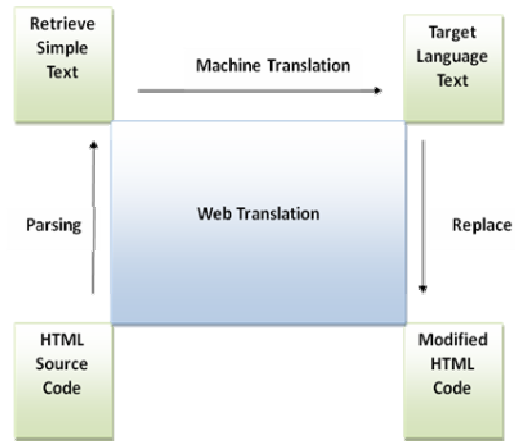 Retrieve
Simple
Text
Machine Translation
Target
Language
Text
Parsing
Web Translation
Replace
HTML
Source
Code
Modified
HTML
Code